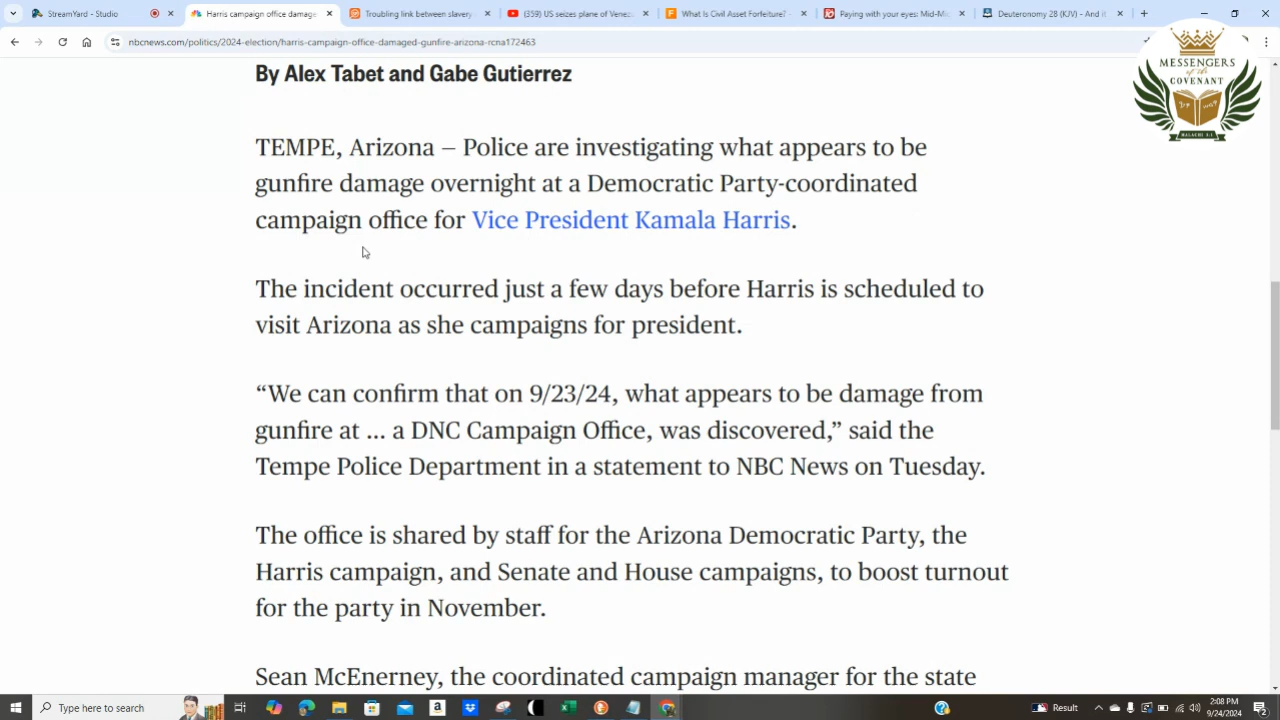 StreamYard - Studio
Harris campaign office damage
Troubling link between slavery
(359) US seizes plane of Venezu
What Is Civil Asset Forfeiture?
Paying with your eyes: Mid-Mic
Deuteronomy 28 (KJV) - And it
nbcnews.com/politics/2024-election/harris-campaign-office-damaged-gunfire-arizona-rcna172463
MESSENGERS
of the
COVENANT
MALACHI 3:1
By Alex Tabet and Gabe Gutierrez
TEMPE, Arizona — Police are investigating what appears to be
gunfire damage overnight at a Democratic Party-coordinated
campaign office for Vice President Kamala Harris.
The incident occurred just a few days before Harris is scheduled to
visit Arizona as she campaigns for president.
“We can confirm that on 9/23/24, what appears to be damage from
gunfire at ... a DNC Campaign Office, was discovered,” said the
Tempe Police Department in a statement to NBC News on Tuesday.
The office is shared by staff for the Arizona Democratic Party, the
Harris campaign, and Senate and House campaigns, to boost turnout
for the party in November.
Sean McEnerney, the coordinated campaign manager for the state
Type here to search
Result
2:08 PM
9/24/2024